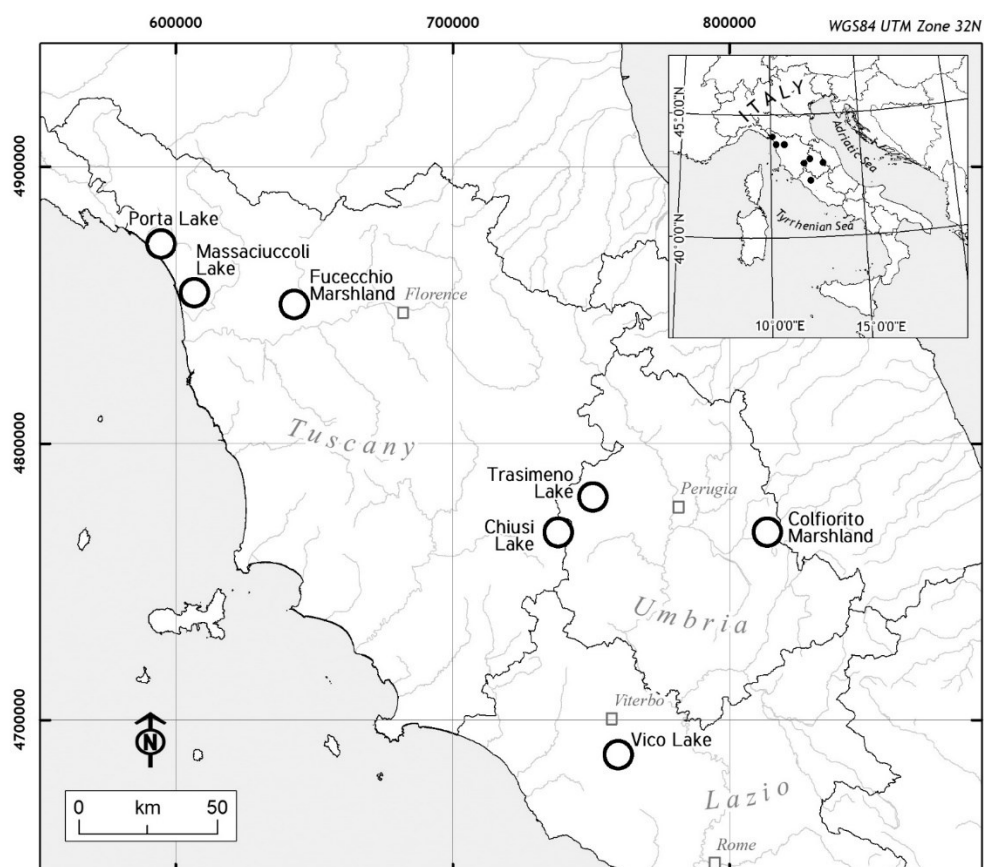 600000
700000
800000
WGS84 UTM Zone 32N
4900000
4800000
4700000
ITALY
Adriatic Sea
Tyrrhenian Sea
45°0'0"N
40°0'0"N
10°0'0"E
15°0'0"E
Porta Lake
Massaciuccoli
Lake
Fucecchio
Marshland
Florence
Tuscany
Trasimeno
Lake
Perugia
Chiusi
Lake
Colfiorito
Marshland
Umbria
Viterbo
Vico Lake
Lazio
Rome
N
0 km 50